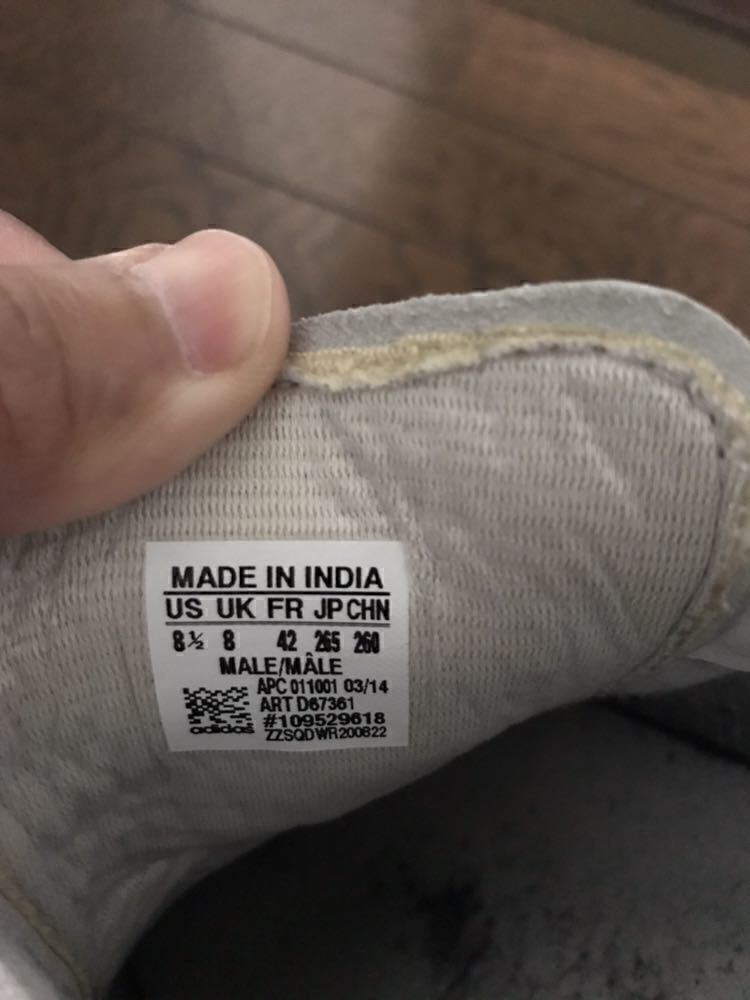 MADE IN INDIA
US UK FR JP CHN
8½ 8 42 265 260
MALE/MÂLE
APC 011001 03/14
ART D67361
#109529618
adidas
ZZSQDWR200622